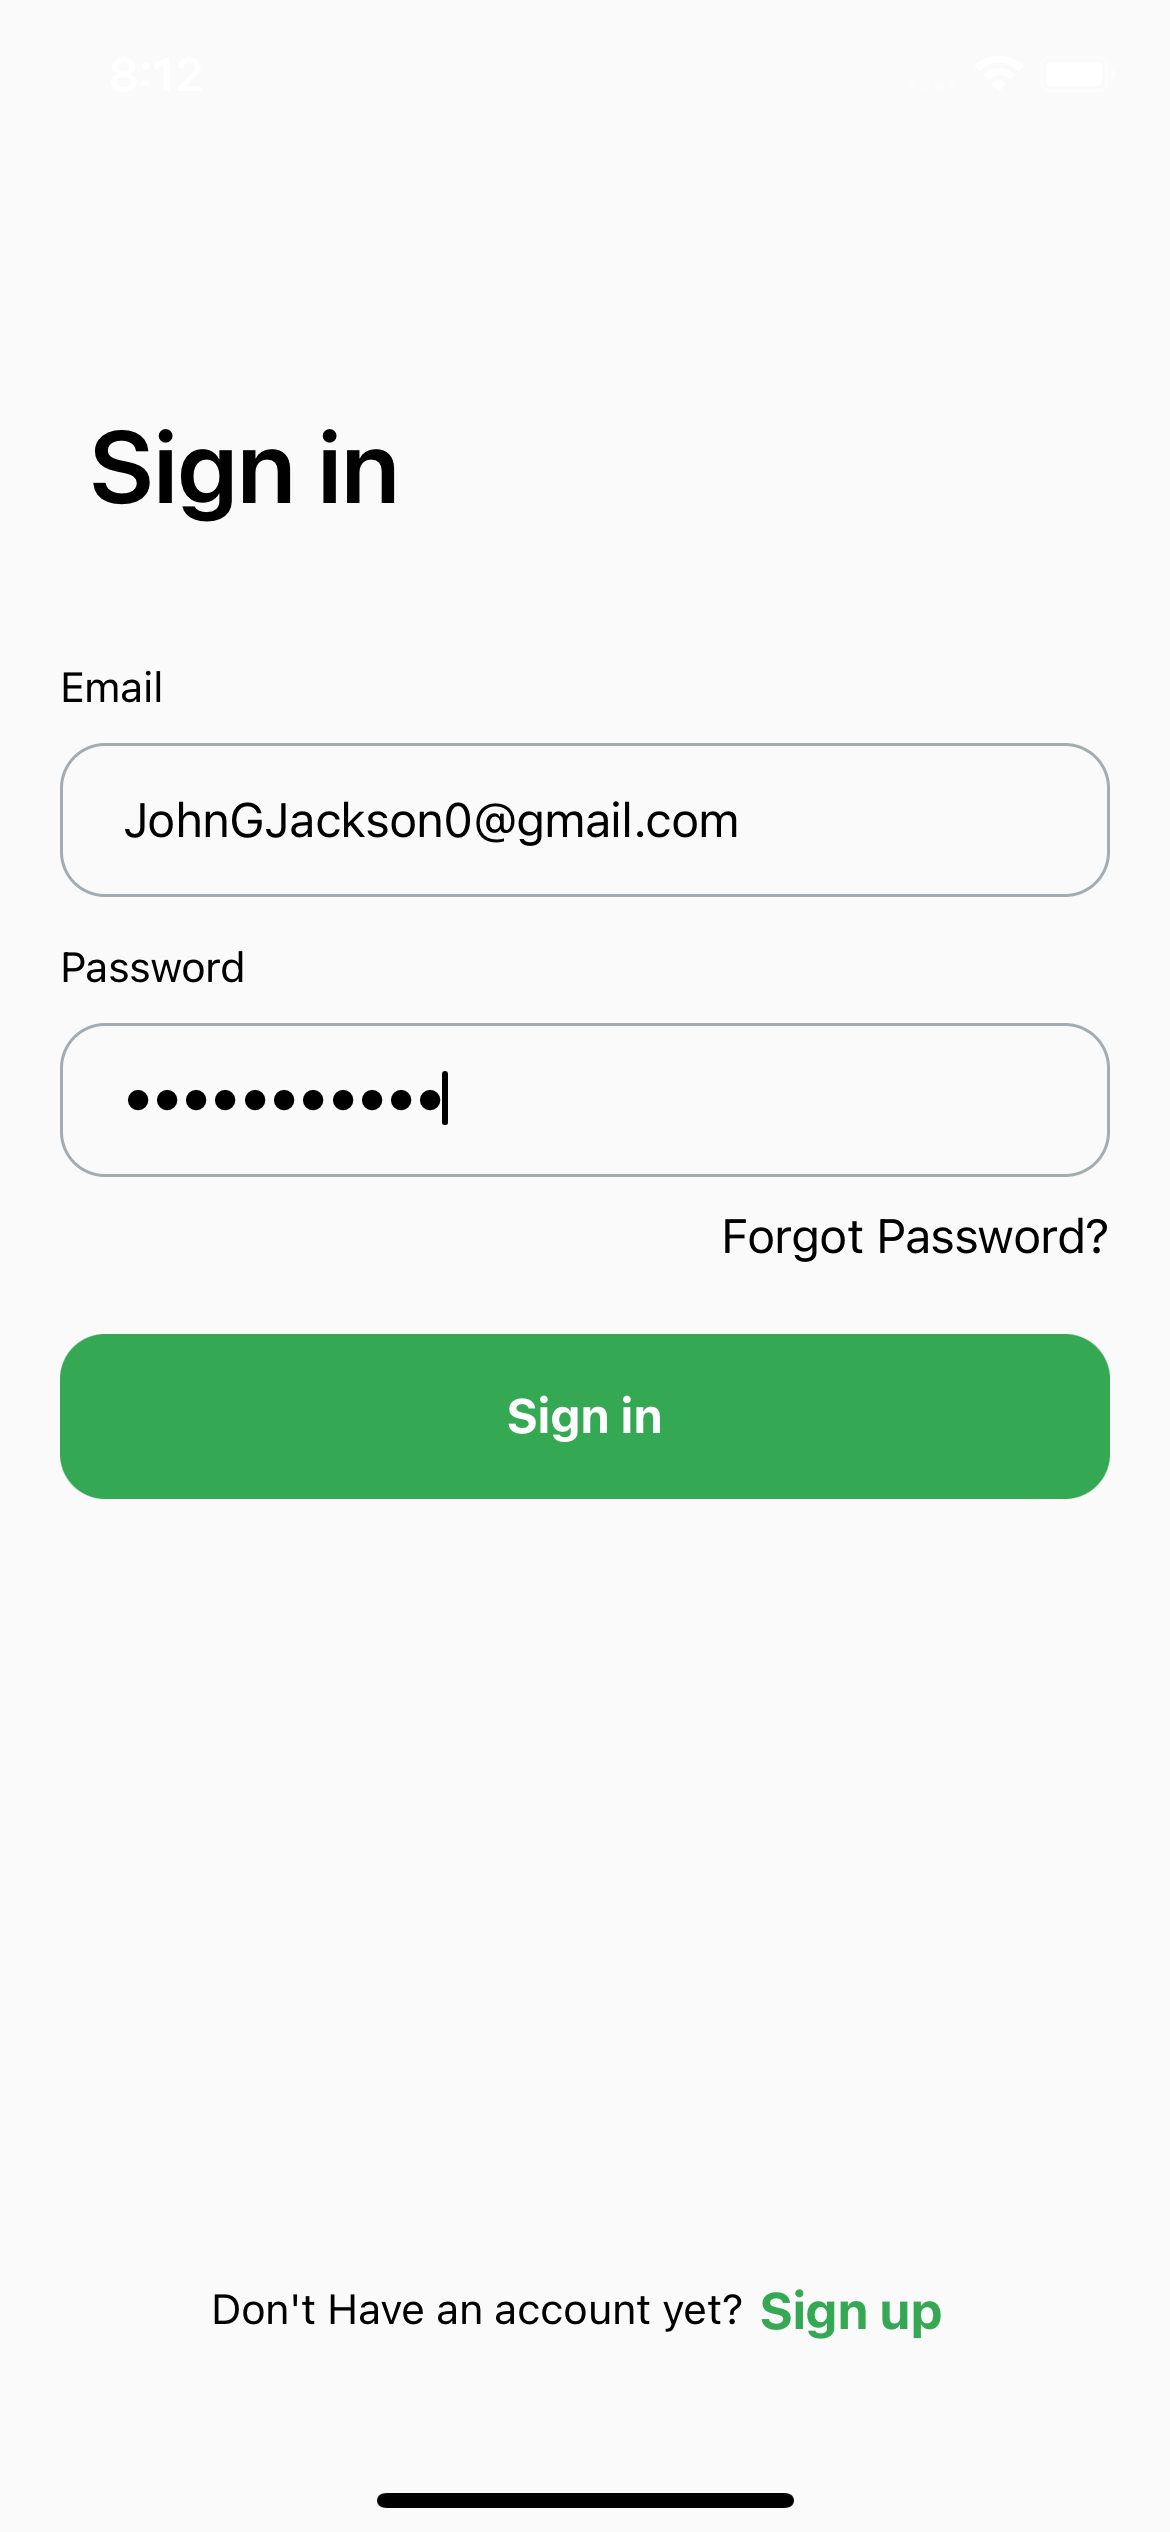 8:12
Sign in
Email
JohnGJackson0@gmail.com
Password
•••••••••••
Forgot Password?
Sign in
Don't Have an account yet? Sign up